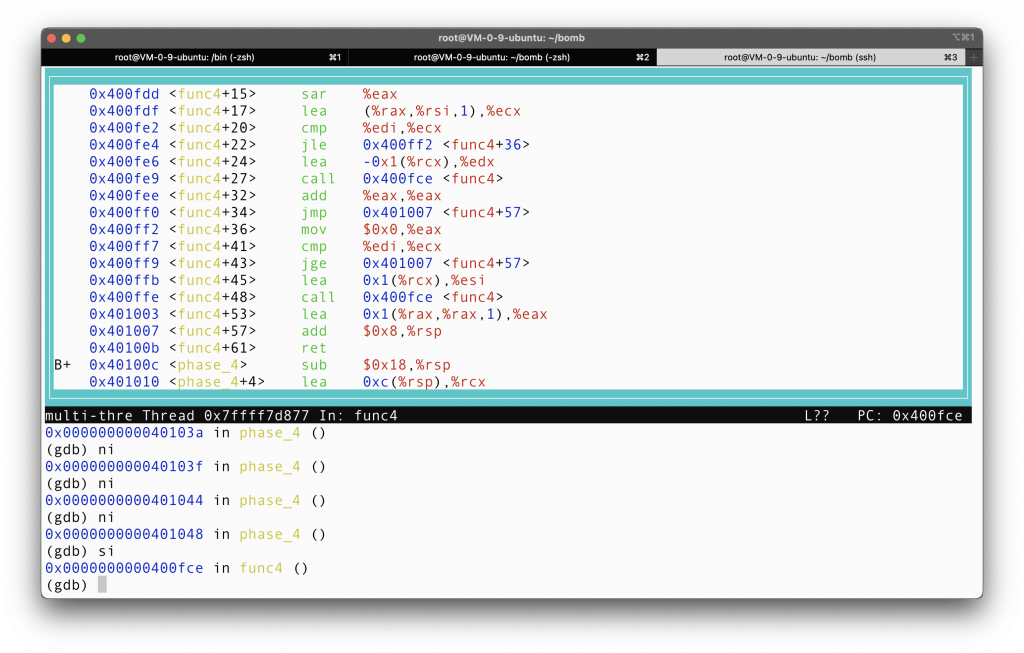 root@VM-0-9-ubuntu: ~/bomb
⌥⌘1
root@VM-0-9-ubuntu: /bin (-zsh) ⌘1 root@VM-0-9-ubuntu: ~/bomb (-zsh) ⌘2 root@VM-0-9-ubuntu: ~/bomb (ssh) ⌘3 +
0x400fdd <func4+15> sar %eax
0x400fdf <func4+17> lea (%rax,%rsi,1),%ecx
0x400fe2 <func4+20> cmp %edi,%ecx
0x400fe4 <func4+22> jle 0x400ff2 <func4+36>
0x400fe6 <func4+24> lea -0x1(%rcx),%edx
0x400fe9 <func4+27> call 0x400fce <func4>
0x400fee <func4+32> add %eax,%eax
0x400ff0 <func4+34> jmp 0x401007 <func4+57>
0x400ff2 <func4+36> mov $0x0,%eax
0x400ff7 <func4+41> cmp %edi,%ecx
0x400ff9 <func4+43> jge 0x401007 <func4+57>
0x400ffb <func4+45> lea 0x1(%rcx),%esi
0x400ffe <func4+48> call 0x400fce <func4>
0x401003 <func4+53> lea 0x1(%rax,%rax,1),%eax
0x401007 <func4+57> add $0x8,%rsp
0x40100b <func4+61> ret
B+ 0x40100c <phase_4> sub $0x18,%rsp
0x401010 <phase_4+4> lea 0xc(%rsp),%rcx
multi-thre Thread 0x7ffff7d877 In: func4 L?? PC: 0x400fce
0x000000000040103a in phase_4 ()
(gdb) ni
0x000000000040103f in phase_4 ()
(gdb) ni
0x0000000000401044 in phase_4 ()
(gdb) ni
0x0000000000401048 in phase_4 ()
(gdb) si
0x0000000000400fce in func4 ()
(gdb)